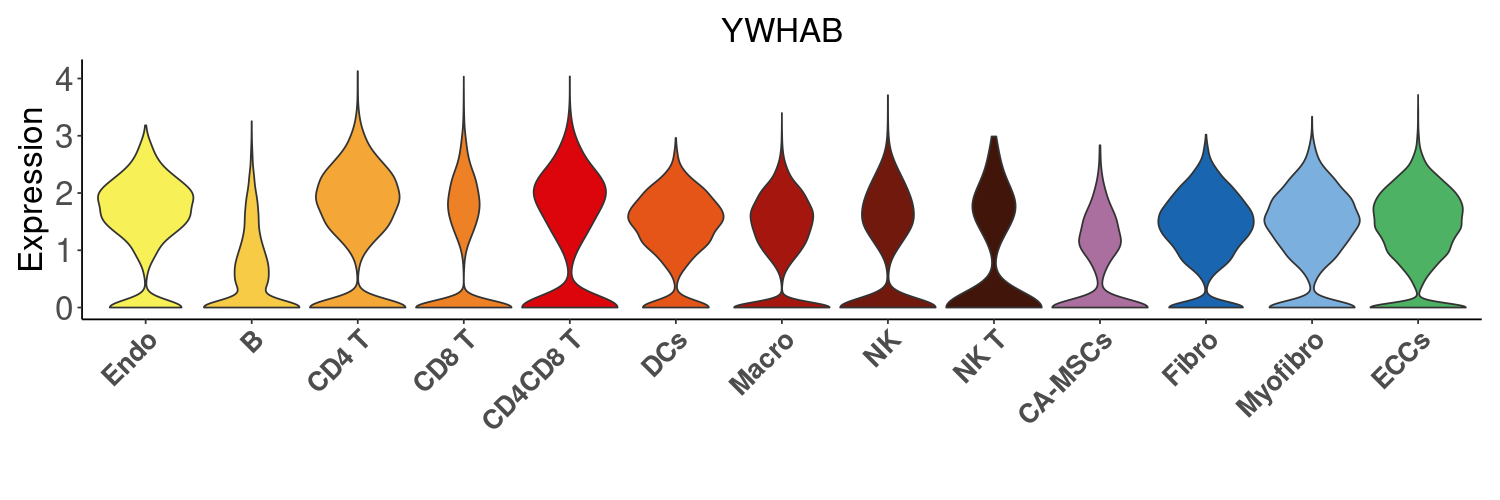 YWHAB
Expression
4
3
2
1
0
Endo
B
CD4 T
CD8 T
CD4CD8 T
DCs
Macro
NK
NK T
CA-MSCs
Fibro
Myofibro
ECCs